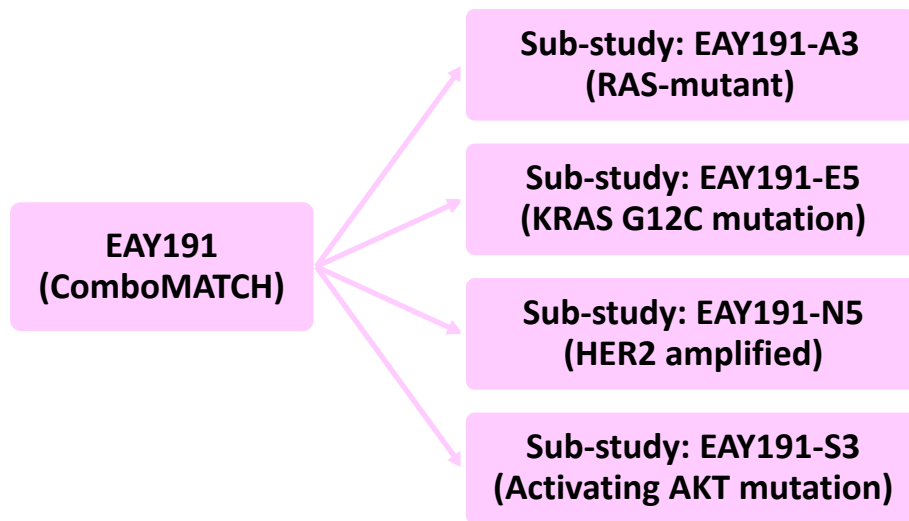 Sub-study: EAY191-A3
(RAS-mutant)
Sub-study: EAY191-E5
(KRAS G12C mutation)
EAY191
(ComboMATCH)
Sub-study: EAY191-N5
(HER2 amplified)
Sub-study: EAY191-S3
(Activating AKT mutation)